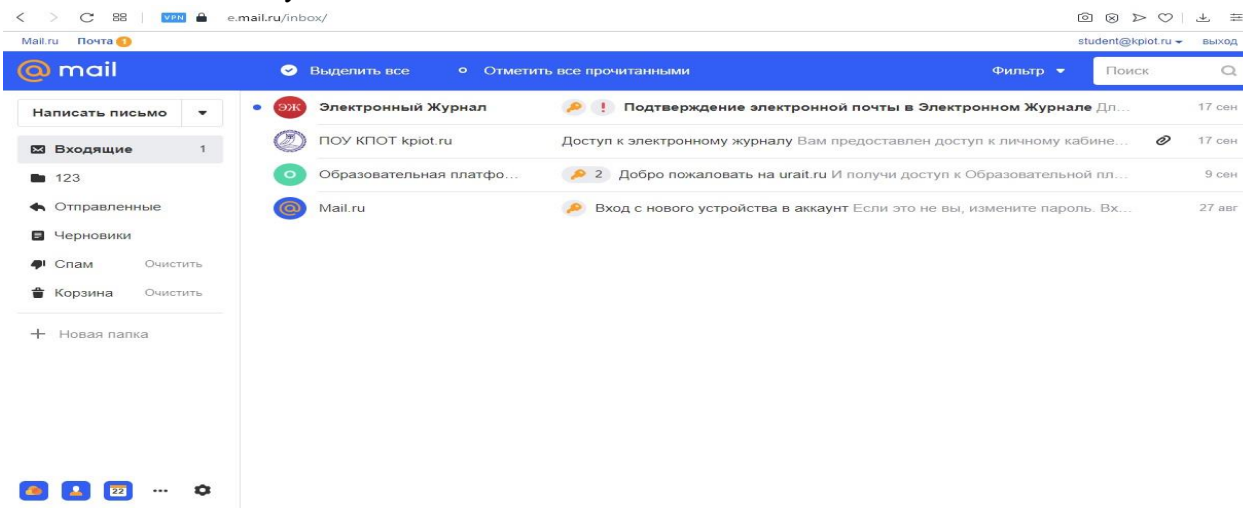 VPN e.mail.ru/inbox/
Mail.ru Почта 1 student@kpiot.ru выход
@mail Выделить все Отметить все прочитанными Фильтр Поиск
Написать письмо
Входящие 1
123
Отправленные
Черновики
Спам Очистить
Корзина Очистить
Новая папка
ЭЖ Электронный Журнал ! Подтверждение электронной почты в Электронном Журнале Дл... 17 сен
ПОУ КПОТ kpiot.ru Доступ к электронному журналу Вам предоставлен доступ к личному кабине... 17 сен
О Образовательная платфо... 2 Добро пожаловать на urait.ru И получи доступ к Образовательной пл... 9 сен
@ Mail.ru Вход с нового устройства в аккаунт Если это не вы, измените пароль. Вх... 27 авг
22 ...